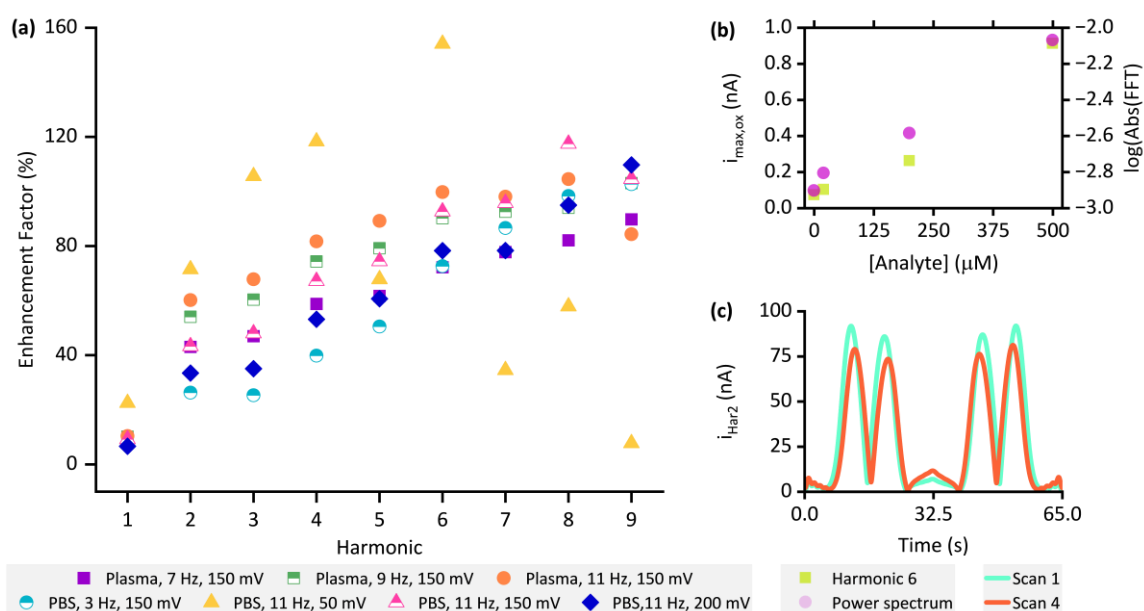 (a)
160
120
80
40
0
Enhancement Factor (%)
1 2 3 4 5 6 7 8 9
Harmonic
(b)
1.0
0.8
0.6
0.4
0.2
0.0
i_max,ox (nA)
−2.0
−2.2
−2.4
−2.6
−2.8
−3.0
log(Abs(FFT)
0 125 250 375 500
[Analyte] (μM)
(c)
100
75
50
25
0
i_Har2 (nA)
0.0 32.5 65.0
Time (s)
Plasma, 7 Hz, 150 mV Plasma, 9 Hz, 150 mV Plasma, 11 Hz, 150 mV
PBS, 3 Hz, 150 mV PBS, 11 Hz, 50 mV PBS, 11 Hz, 150 mV PBS,11 Hz, 200 mV
Harmonic 6
Power spectrum
Scan 1
Scan 4